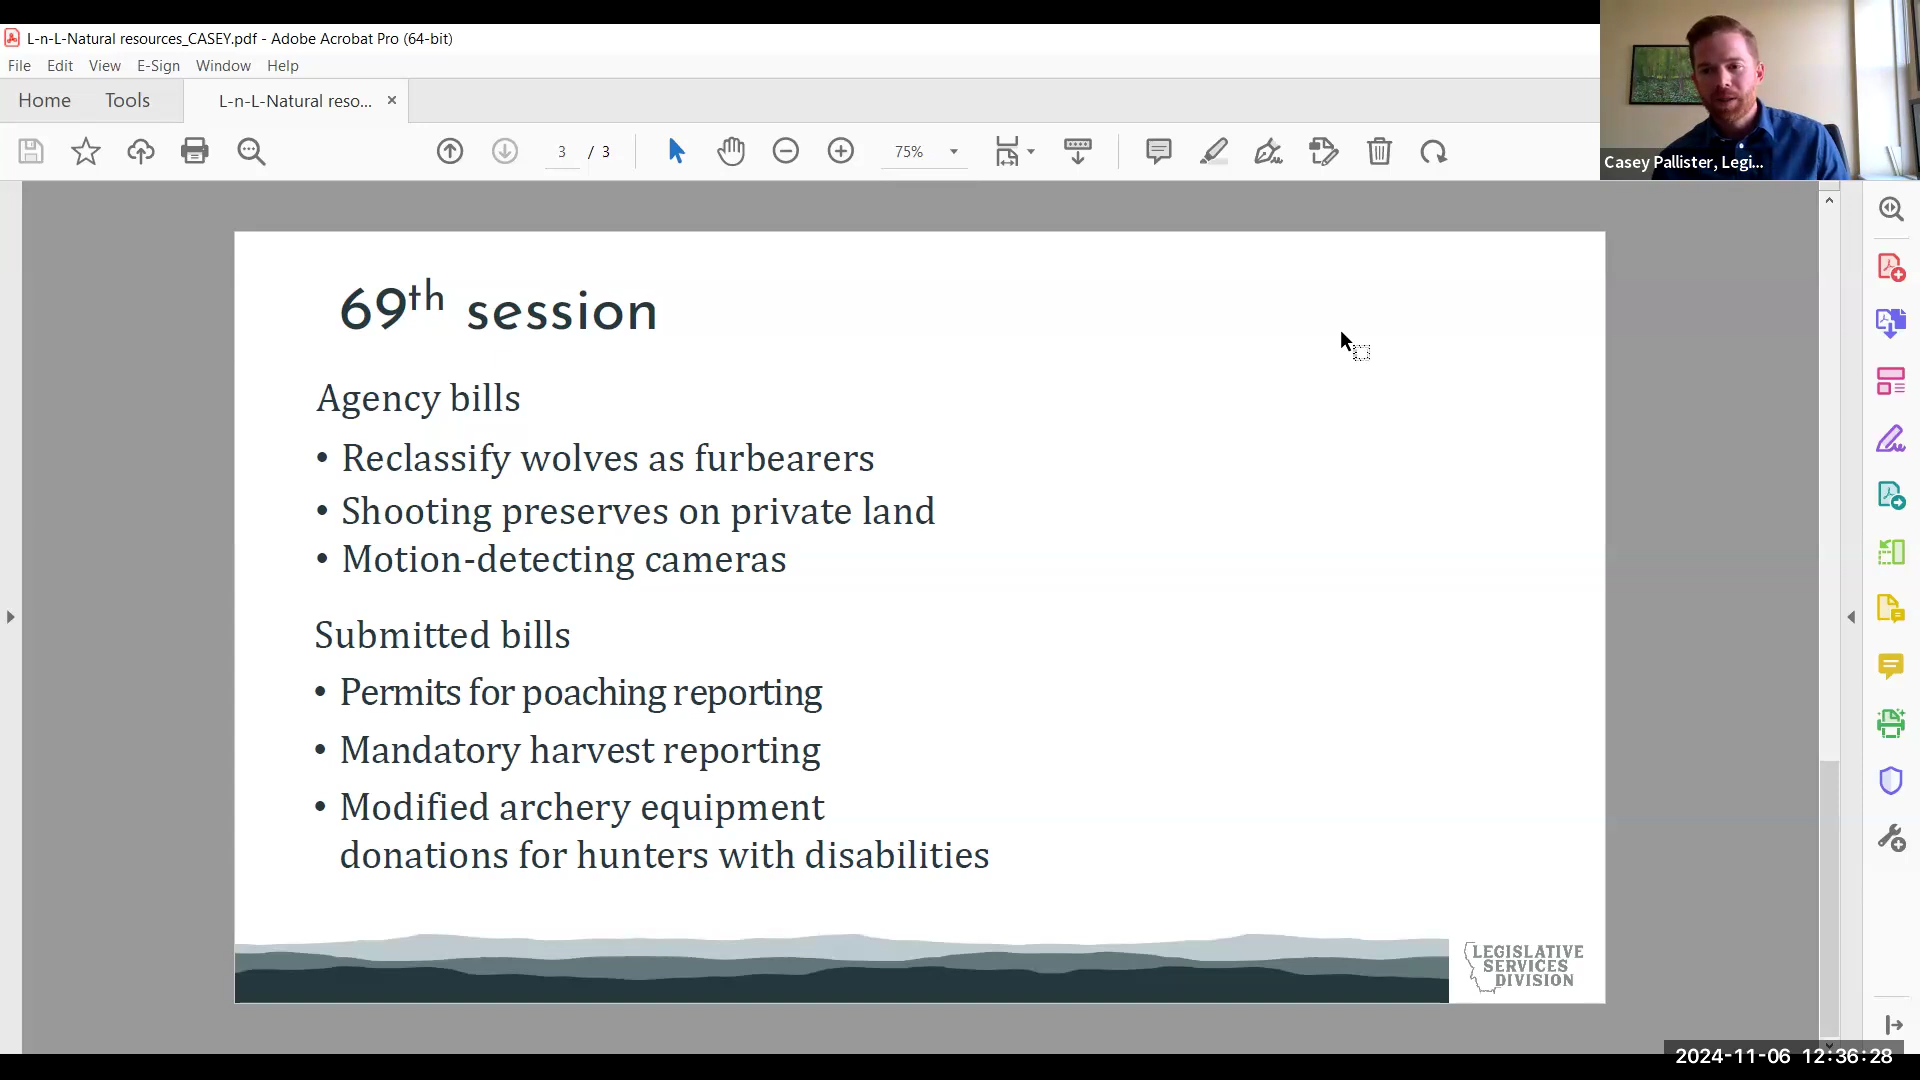 L-n-L-Natural resources_CASEY.pdf - Adobe Acrobat Pro (64-bit)
File Edit View E-Sign Window Help
Home Tools L-n-L-Natural reso... ×
3 / 3 75%
Casey Pallister, Legi...
69th session
Agency bills
• Reclassify wolves as furbearers
• Shooting preserves on private land
• Motion-detecting cameras
Submitted bills
• Permits for poaching reporting
• Mandatory harvest reporting
• Modified archery equipment
donations for hunters with disabilities
LEGISLATIVE
SERVICES
DIVISION
2024-11-06 12:36:28